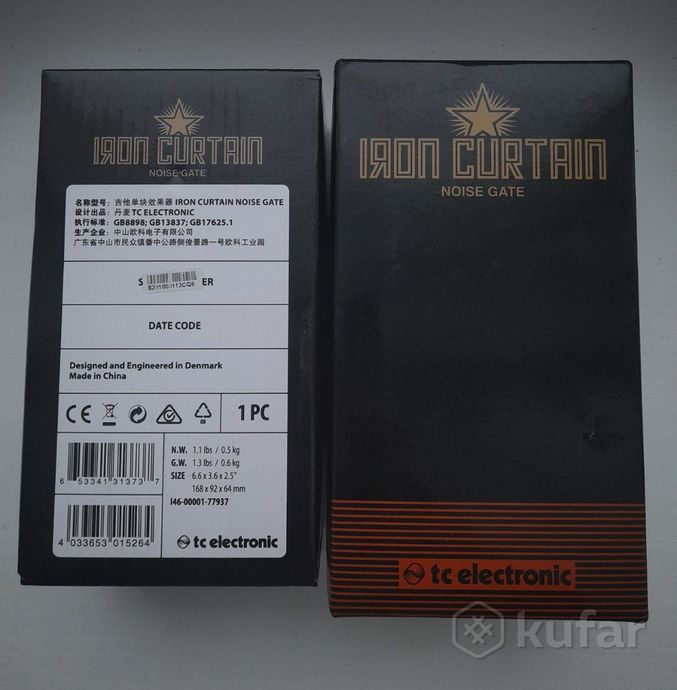 IRON CURTAIN
NOISE GATE
名称型号: 吉他单块效果器 IRON CURTAIN NOISE GATE
设计出品: 丹麦 TC ELECTRONIC
执行标准: GB8898; GB13837; GB17625.1
生产企业: 中山欧科电子有限公司
广东省中山市民众镇番中公路侧俊景路一号欧科工业园
S ER
DATE CODE
Designed and Engineered in Denmark
Made in China
CE
1 PC
6 53341 31373 7
N.W. 1.1 lbs / 0.5 kg
G.W. 1.3 lbs / 0.6 kg
SIZE 6.6 x 3.6 x 2.5"
168 x 92 x 64 mm
I46-00001-77937
4 033653 015264
tc electronic
IRON CURTAIN
NOISE GATE
tc electronic
kufar